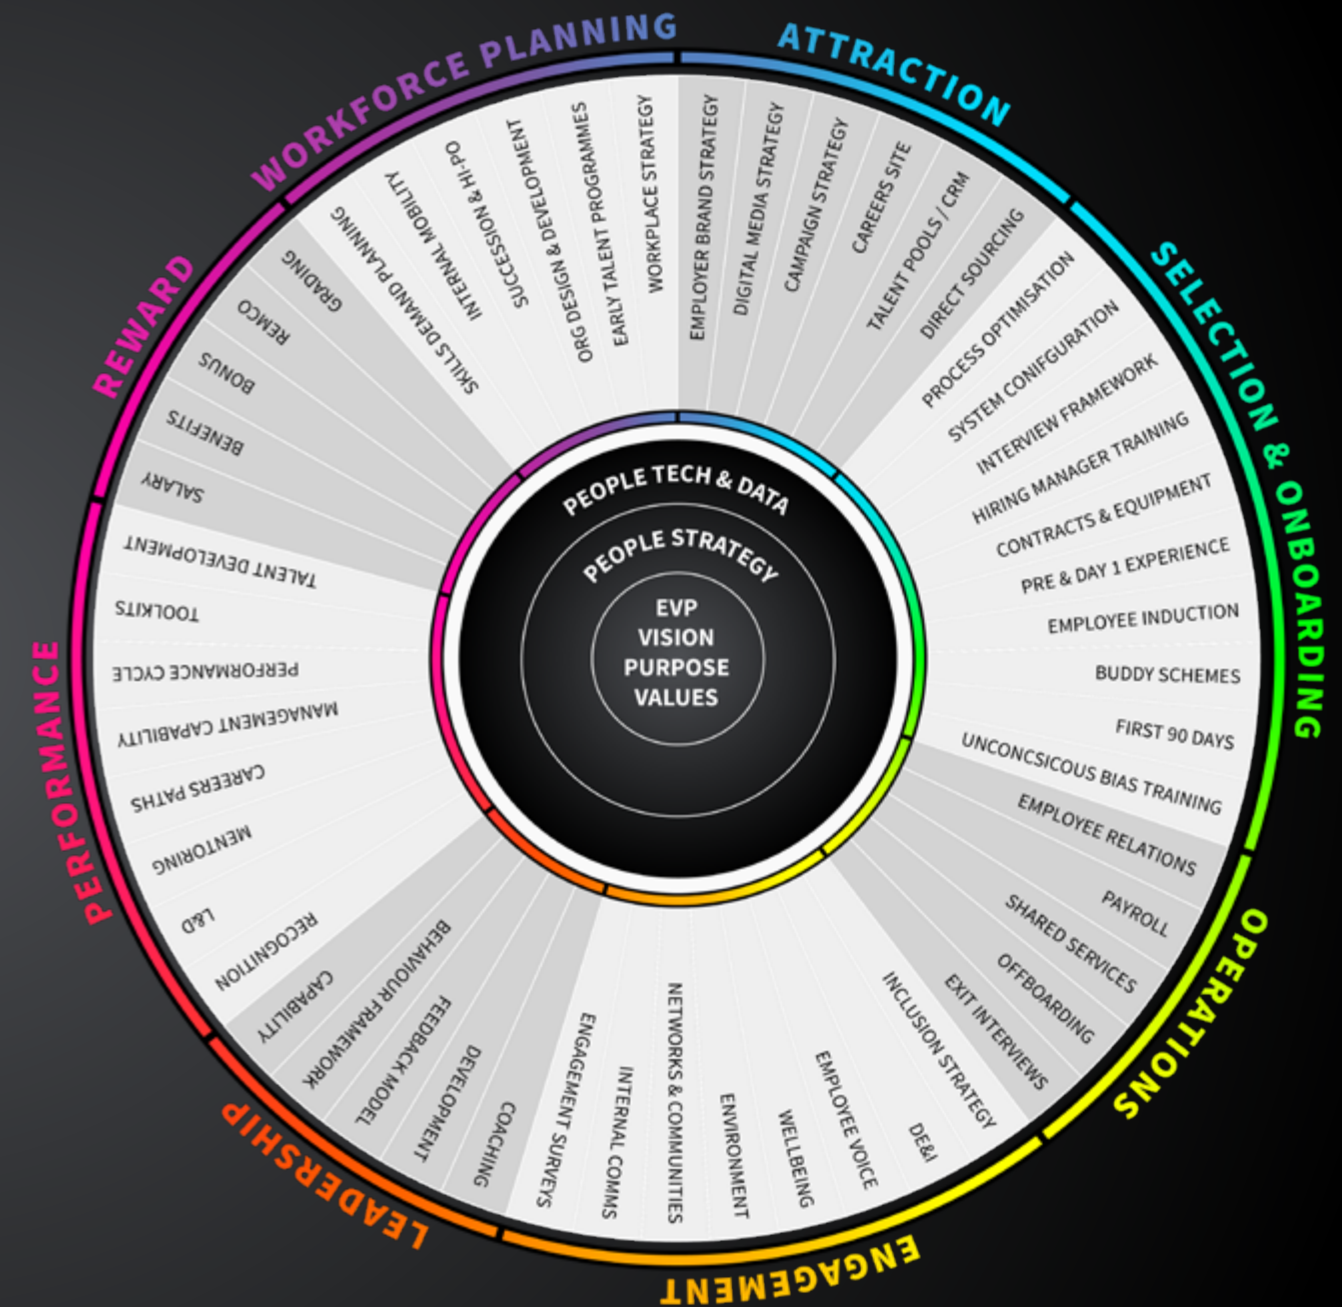 WORKFORCE PLANNING
SKILLS DEMAND PLANNING
INTERNAL MOBILITY
SUCCESSION & HI-PO
ORG DESIGN & DEVELOPMENT
EARLY TALENT PROGRAMMES
WORKPLACE STRATEGY
ATTRACTION
EMPLOYER BRAND STRATEGY
DIGITAL MEDIA STRATEGY
CAMPAIGN STRATEGY
CAREERS SITE
TALENT POOLS / CRM
DIRECT SOURCING
SELECTION & ONBOARDING
PROCESS OPTIMISATION
SYSTEM CONIFGURATION
INTERVIEW FRAMEWORK
HIRING MANAGER TRAINING
CONTRACTS & EQUIPMENT
PRE & DAY 1 EXPERIENCE
EMPLOYEE INDUCTION
BUDDY SCHEMES
FIRST 90 DAYS
UNCONCSICOUS BIAS TRAINING
OPERATIONS
EMPLOYEE RELATIONS
PAYROLL
SHARED SERVICES
OFFBOARDING
EXIT INTERVIEWS
ENGAGEMENT
INCLUSION STRATEGY
DE&I
EMPLOYEE VOICE
WELLBEING
ENVIRONMENT
NETWORKS & COMMUNITIES
INTERNAL COMMS
ENGAGEMENT SURVEYS
LEADERSHIP
COACHING
DEVELOPMENT
FEEDBACK MODEL
BEHAVIOUR FRAMEWORK
CAPABILITY
PERFORMANCE
RECOGNITION
L&D
MENTORING
CAREERS PATHS
MANAGEMENT CAPABILITY
PERFORMANCE CYCLE
TOOLKITS
TALENT DEVELOPMENT
REWARD
SALARY
BENEFITS
BONUS
REMCO
GRADING
PEOPLE TECH & DATA
PEOPLE STRATEGY
EVP
VISION
PURPOSE
VALUES